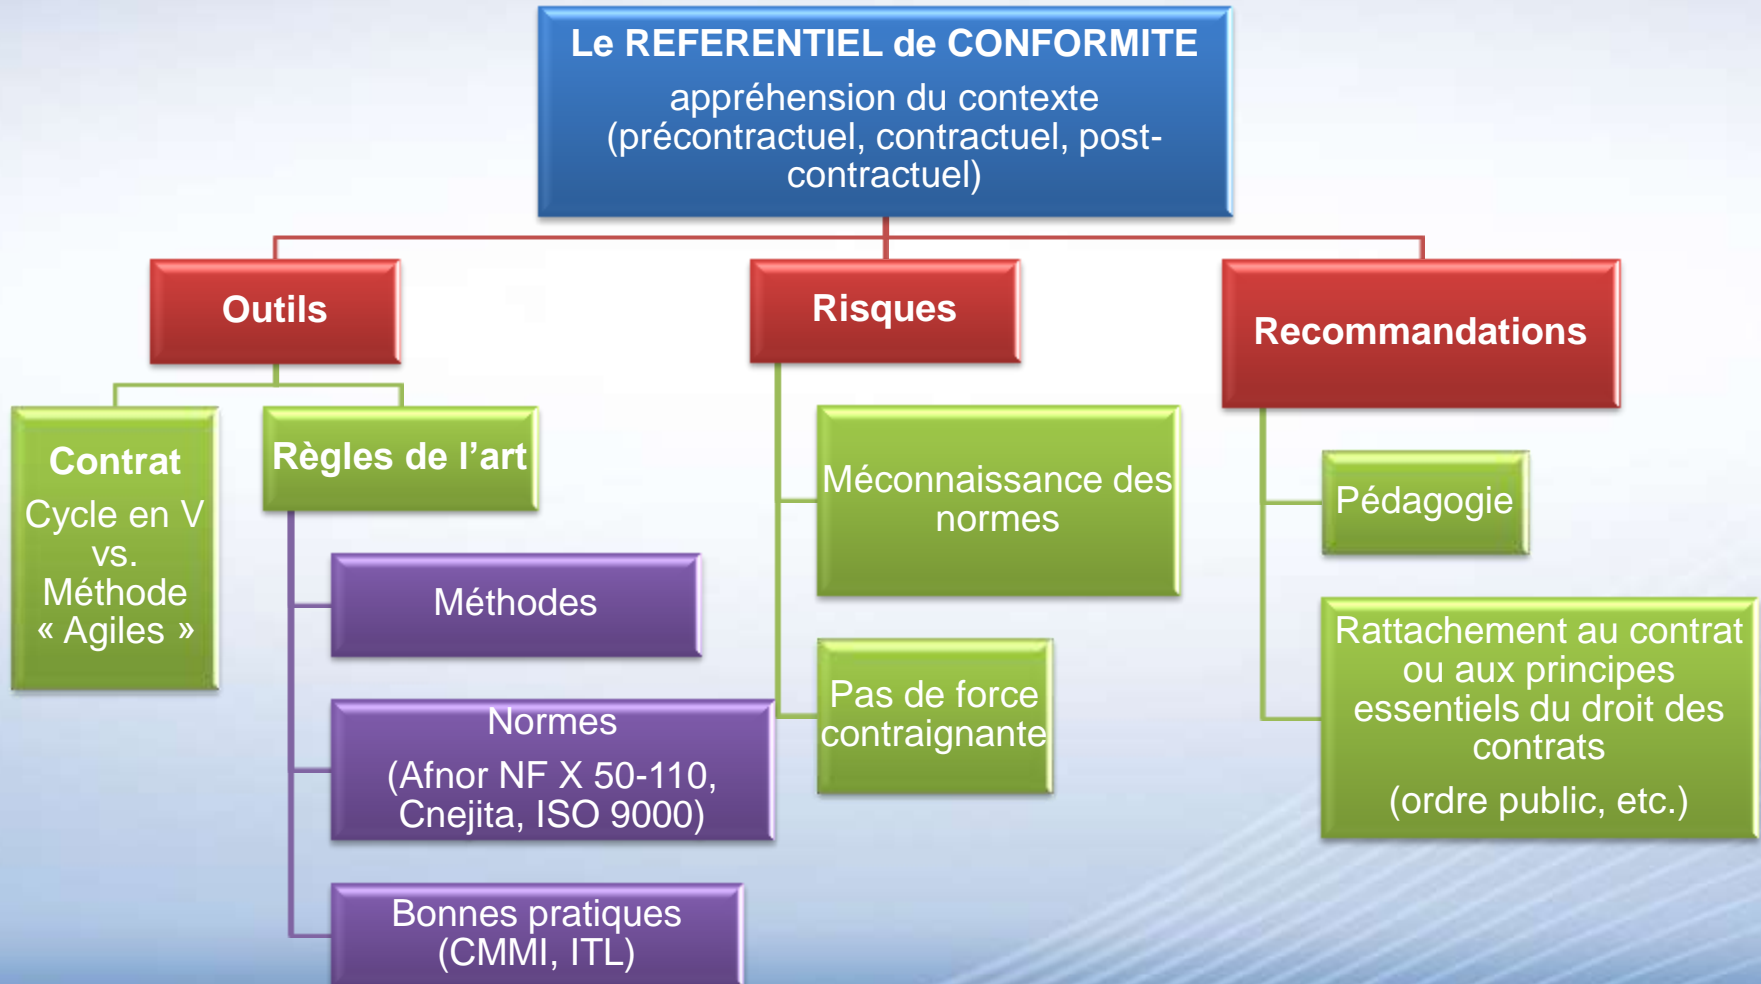 Le REFERENTIEL de CONFORMITE
appréhension du contexte
(précontractuel, contractuel, post-
contractuel)
Outils
Contrat
Cycle en V
vs.
Méthode
« Agiles »
Règles de l’art
Méthodes
Normes
(Afnor NF X 50-110,
Cnejita, ISO 9000)
Bonnes pratiques
(CMMI, ITL)
Risques
Méconnaissance des
normes
Pas de force
contraignante
Recommandations
Pédagogie
Rattachement au contrat
ou aux principes
essentiels du droit des
contrats
(ordre public, etc.)